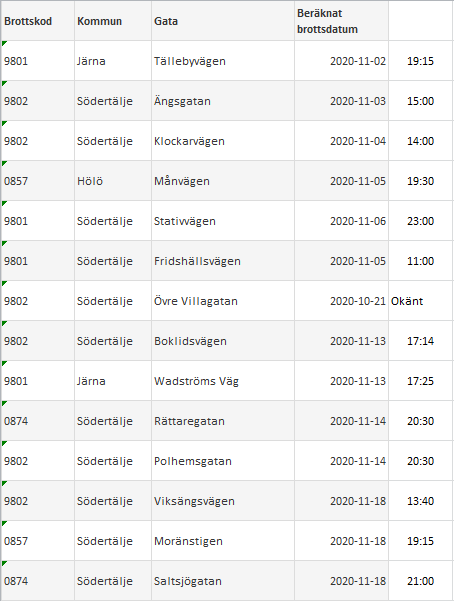 Brottskod Kommun Gata Beräknat brottsdatum
9801 Järna Tällebyvägen 2020-11-02 19:15
9802 Södertälje Ängsgatan 2020-11-03 15:00
9802 Södertälje Klockarvägen 2020-11-04 14:00
0857 Hölö Månvägen 2020-11-05 19:30
9801 Södertälje Stativvägen 2020-11-06 23:00
9801 Södertälje Fridshällsvägen 2020-11-05 11:00
9802 Södertälje Övre Villagatan 2020-10-21 Okänt
9802 Södertälje Boklidsvägen 2020-11-13 17:14
9801 Järna Wadströms Väg 2020-11-13 17:25
0874 Södertälje Rättaregatan 2020-11-14 20:30
9802 Södertälje Polhemsgatan 2020-11-14 20:30
9802 Södertälje Viksängsvägen 2020-11-18 13:40
0857 Södertälje Moränstigen 2020-11-18 19:15
0874 Södertälje Saltsjögatan 2020-11-18 21:00